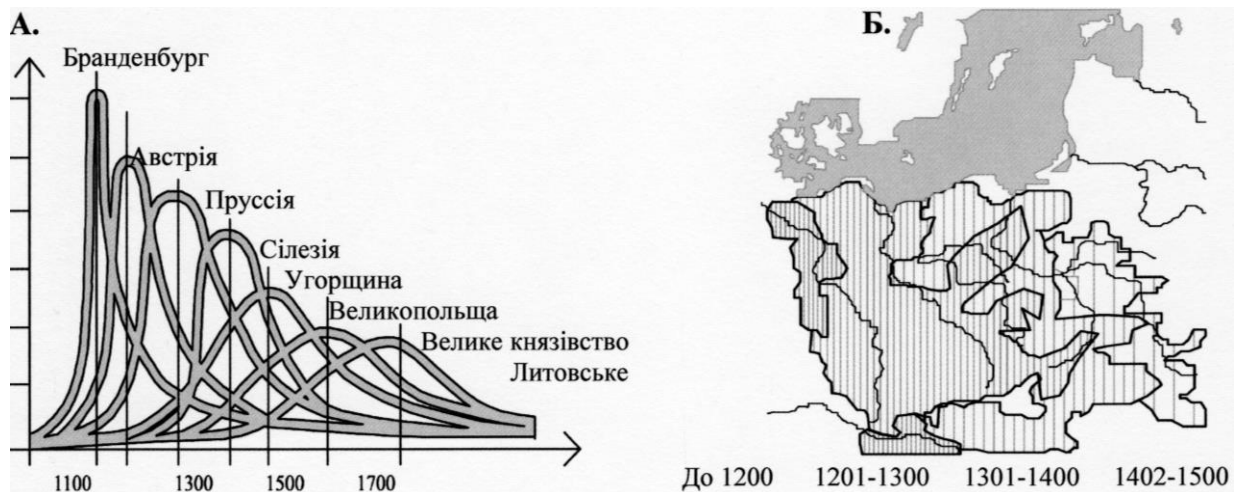 А.
Бранденбург
Австрія
Пруссія
Сілезія
Угорщина
Великопольща
Велике князівство
Литовське
1100 1300 1500 1700
Б.
До 1200 1201-1300 1301-1400 1402-1500